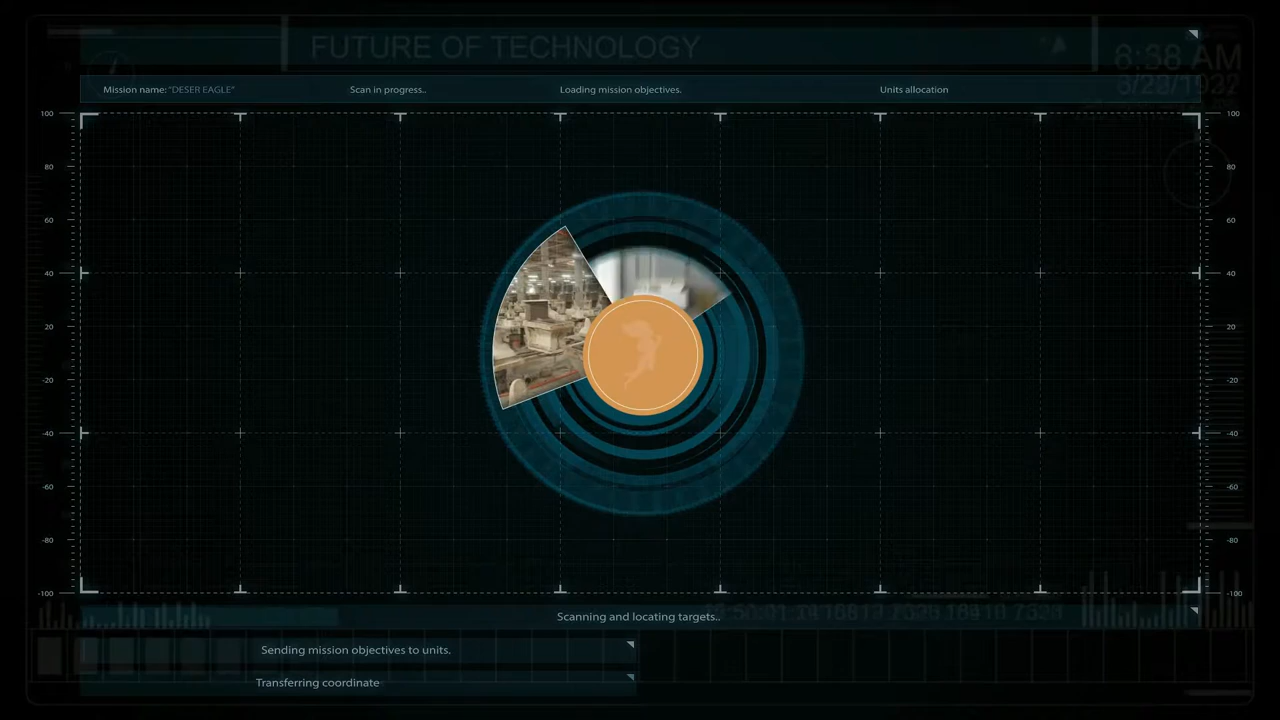 FUTURE OF TECHNOLOGY
6:38 AM
Mission name: "DESER EAGLE"
Scan in progress..
Loading mission objectives.
Units allocation
100
80
60
40
20
-20
-40
-60
-80
-100
100
80
60
40
20
-20
-40
-60
-80
-100
Scanning and locating targets..
Sending mission objectives to units.
Transferring coordinate